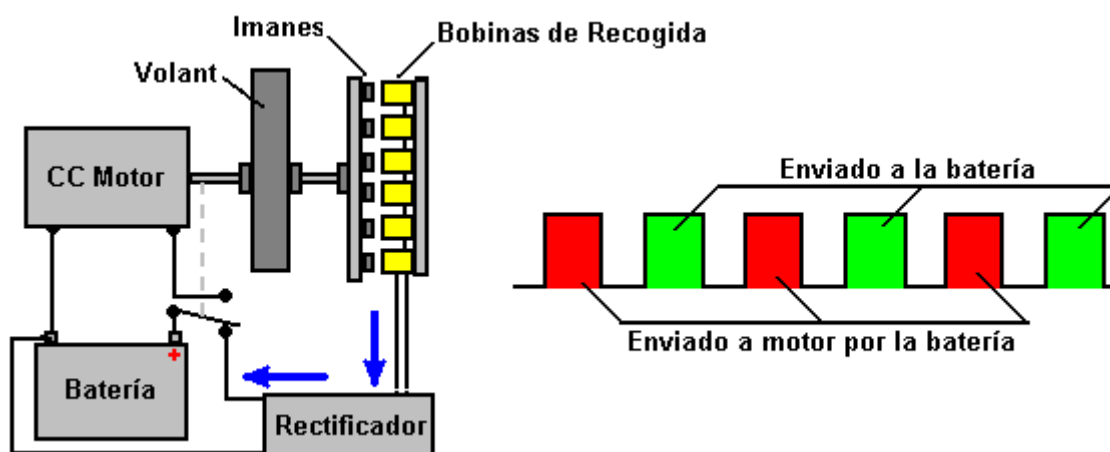 Imanes
Bobinas de Recogida
Volant
CC Motor
Enviado a la batería
Enviado a motor por la batería
+
Batería
Rectificador